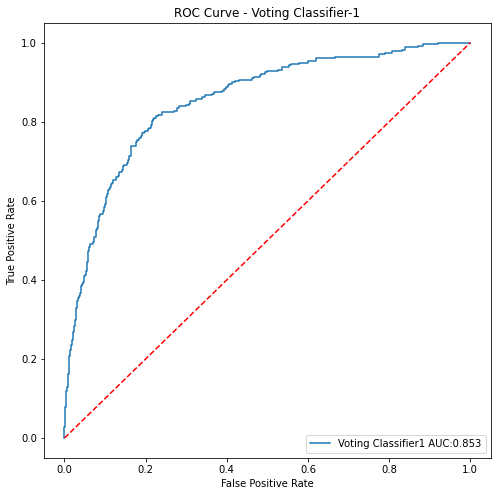 ROC Curve - Voting Classifier-1
True Positive Rate
1.0
0.8
0.6
0.4
0.2
0.0
Voting Classifier1 AUC:0.853
0.0 0.2 0.4 0.6 0.8 1.0
False Positive Rate